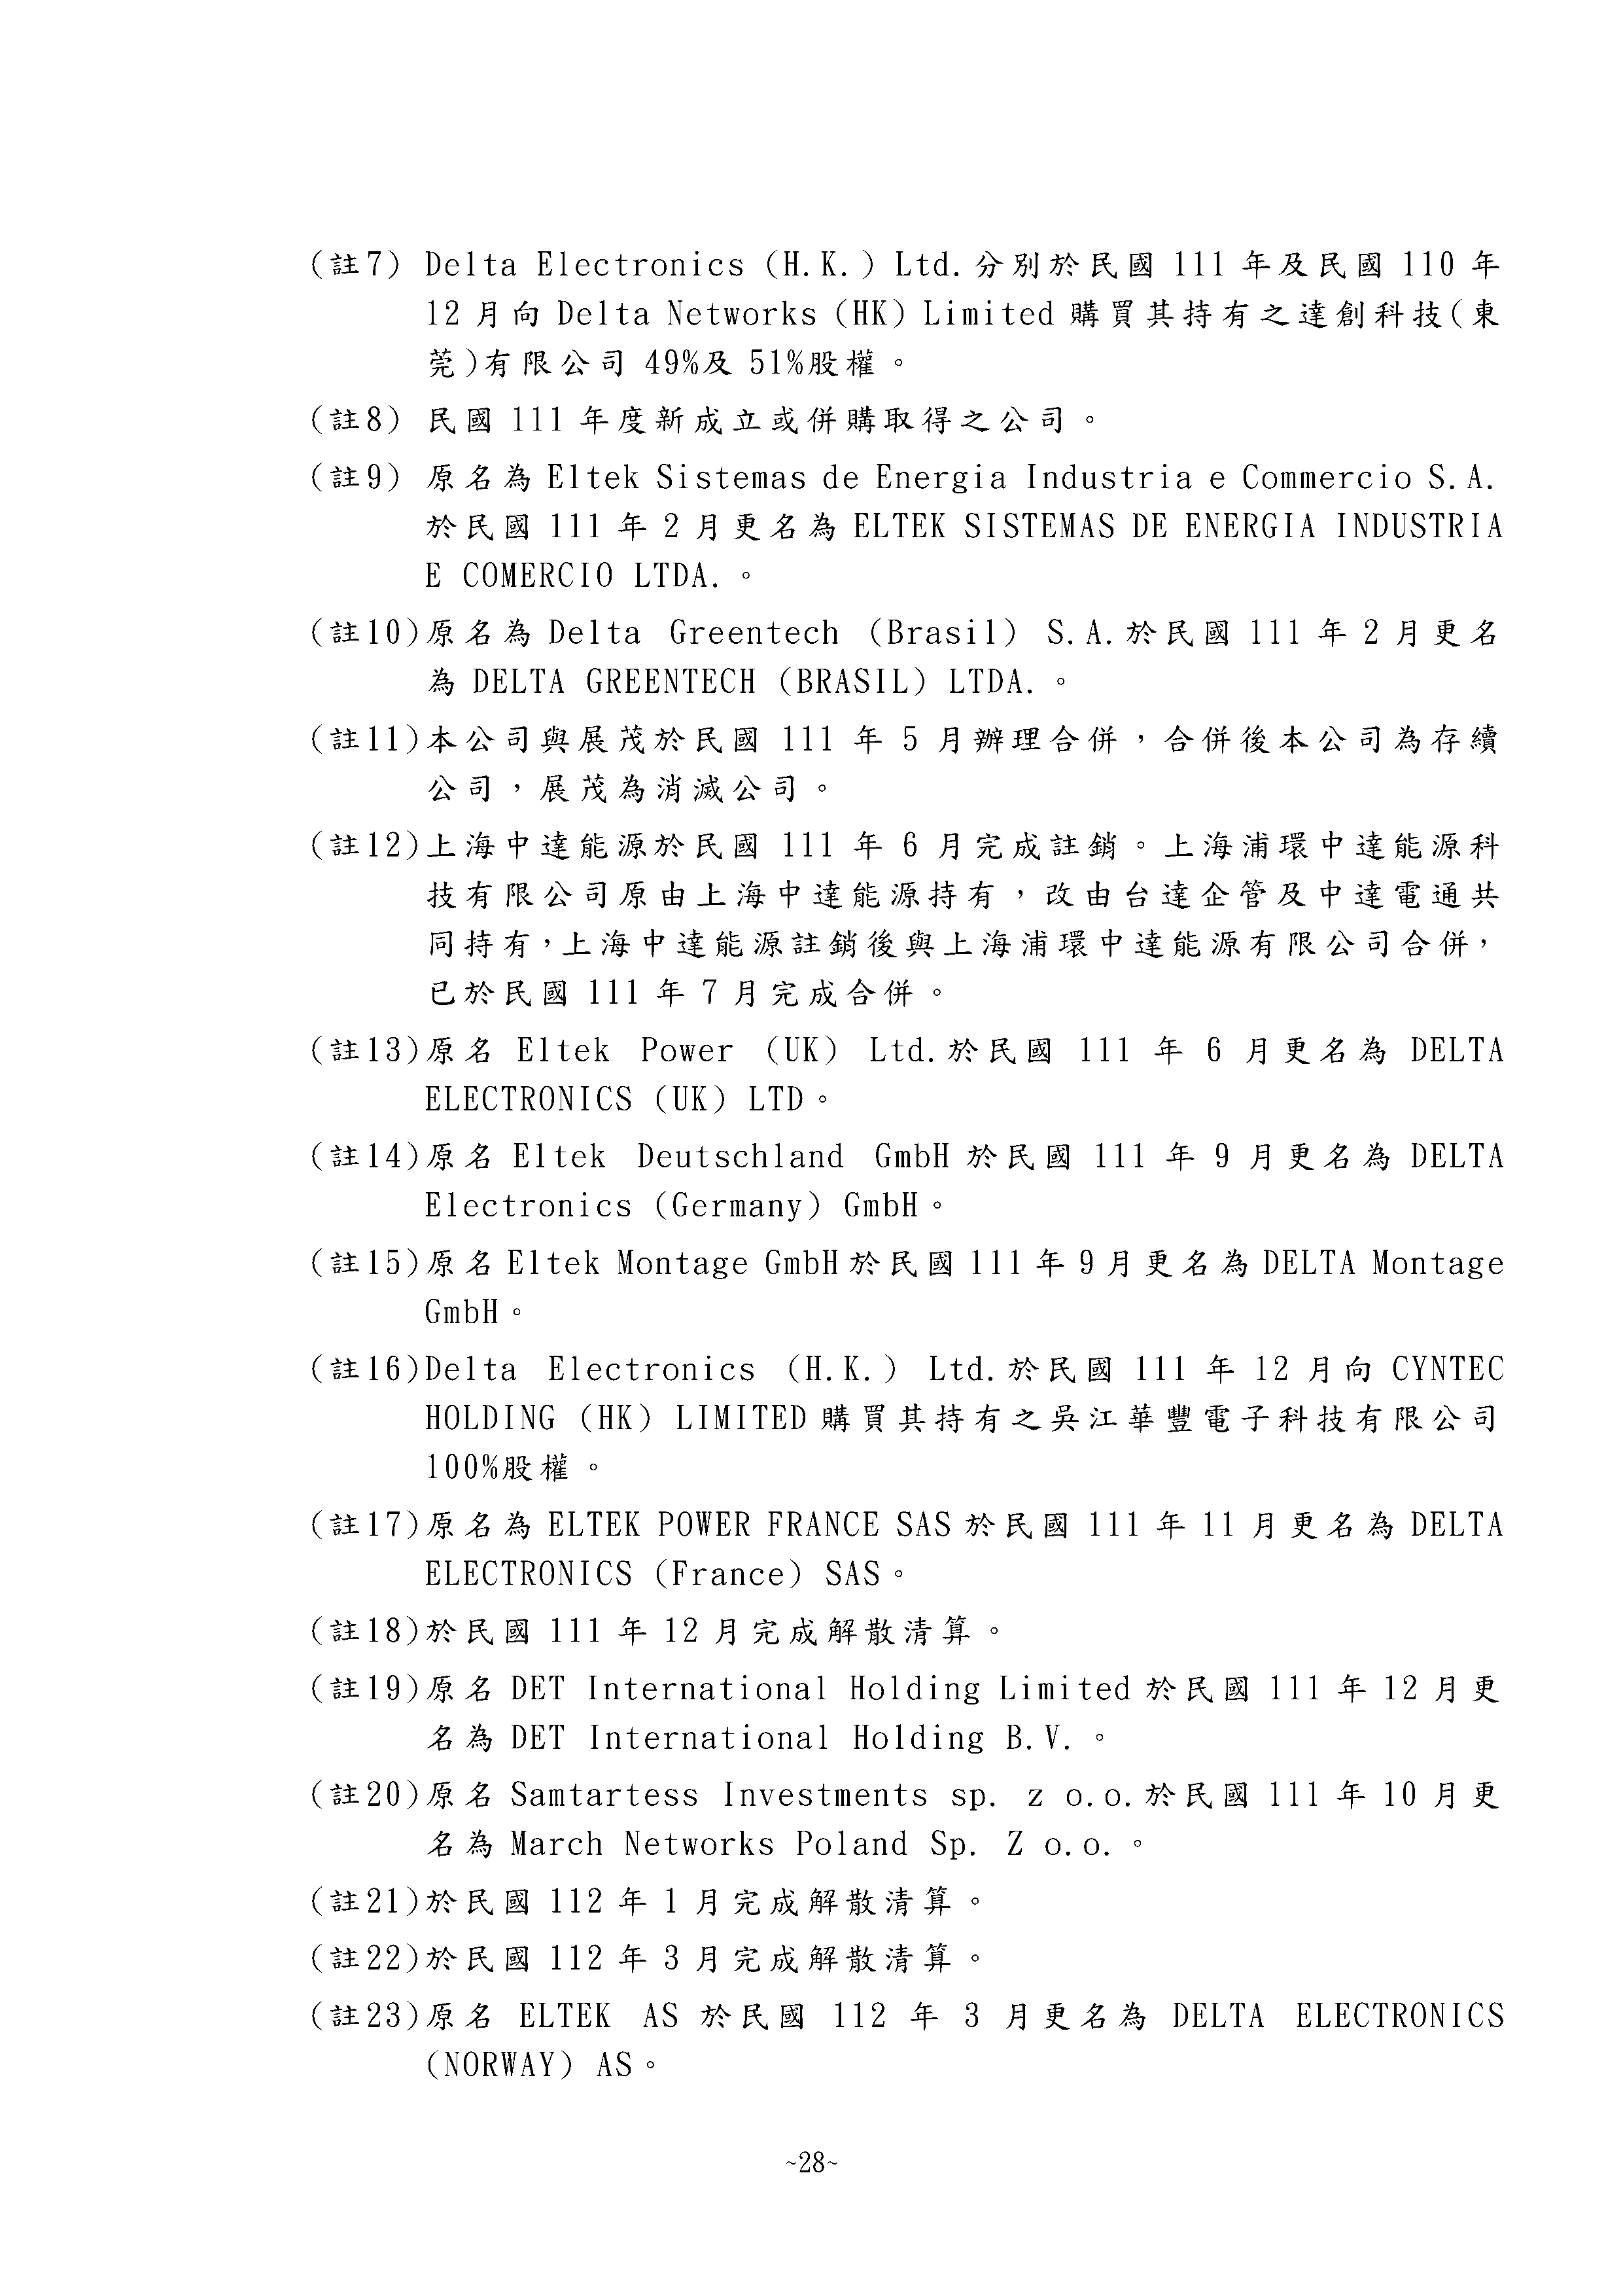 (註7) Delta Electronics (H.K.) Ltd.分別於民國 111 年及民國 110 年
12 月向 Delta Networks (HK) Limited 購買其持有之達創科技(東
莞)有限公司 49%及 51%股權。
(註8) 民國 111 年度新成立或併購取得之公司。
(註9) 原名為 Eltek Sistemas de Energia Industria e Commercio S.A.
於民國 111 年 2 月更名為 ELTEK SISTEMAS DE ENERGIA INDUSTRIA
E COMERCIO LTDA.。
(註10)原名為 Delta Greentech (Brasil) S.A.於民國 111 年 2 月更名
為 DELTA GREENTECH (BRASIL) LTDA.。
(註11)本公司與展茂於民國 111 年 5 月辦理合併，合併後本公司為存續
公司，展茂為消滅公司。
(註12)上海中達能源於民國 111 年 6 月完成註銷。上海浦環中達能源科
技有限公司原由上海中達能源持有，改由台達企管及中達電通共
同持有，上海中達能源註銷後與上海浦環中達能源有限公司合併，
已於民國 111 年 7 月完成合併。
(註13)原名 Eltek Power (UK) Ltd.於民國 111 年 6 月更名為 DELTA
ELECTRONICS (UK) LTD。
(註14)原名 Eltek Deutschland GmbH 於民國 111 年 9 月更名為 DELTA
Electronics (Germany) GmbH。
(註15)原名 Eltek Montage GmbH 於民國 111 年 9 月更名為 DELTA Montage
GmbH。
(註16)Delta Electronics (H.K.) Ltd.於民國 111 年 12 月向 CYNTEC
HOLDING (HK) LIMITED 購買其持有之吳江華豐電子科技有限公司
100%股權。
(註17)原名為 ELTEK POWER FRANCE SAS 於民國 111 年 11 月更名為 DELTA
ELECTRONICS (France) SAS。
(註18)於民國 111 年 12 月完成解散清算。
(註19)原名 DET International Holding Limited 於民國 111 年 12 月更
名為 DET International Holding B.V.。
(註20)原名 Samtartess Investments sp. z o.o.於民國 111 年 10 月更
名為 March Networks Poland Sp. Z o.o.。
(註21)於民國 112 年 1 月完成解散清算。
(註22)於民國 112 年 3 月完成解散清算。
(註23)原名 ELTEK AS 於民國 112 年 3 月更名為 DELTA ELECTRONICS
(NORWAY) AS。
~28~